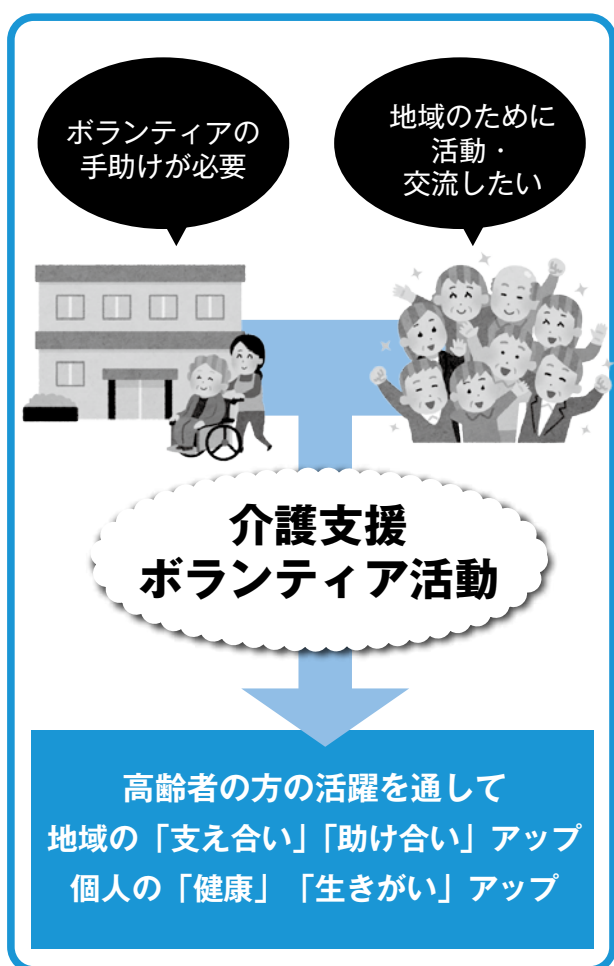 ボランティアの
手助けが必要
地域のために
活動・
交流したい
介護支援
ボランティア活動
高齢者の方の活躍を通して
地域の「支え合い」「助け合い」アップ
個人の「健康」「生きがい」アップ